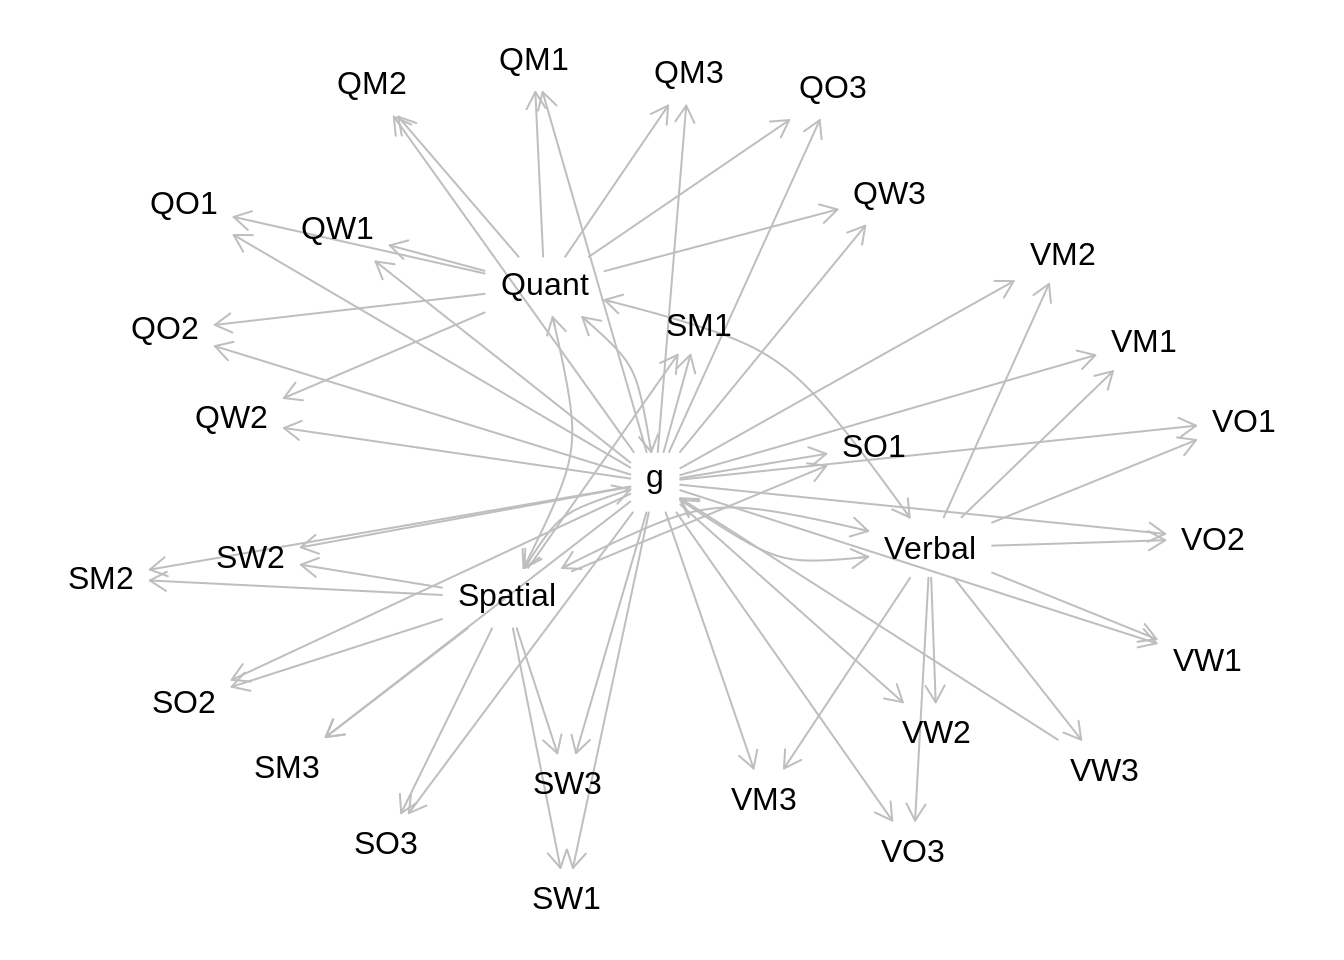 QM1
QM3
QM2
QO3
QW3
QO1
QW1
VM2
Quant
SM1
QO2
VM1
QW2
VO1
SO1
g
VO2
Verbal
SW2
SM2
Spatial
VW1
SO2
VW2
SM3
VW3
SW3
VM3
SO3
VO3
SW1